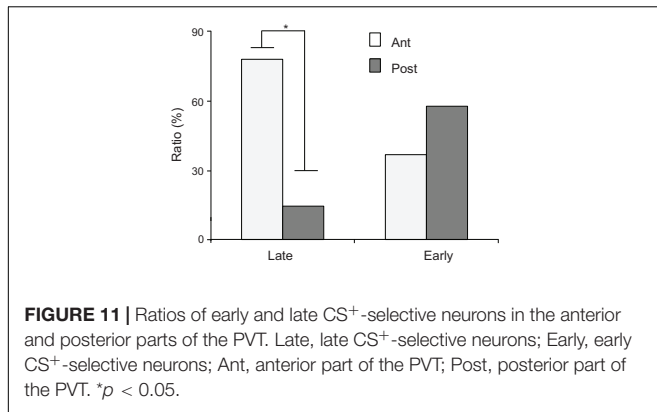 90
*
Ant
Post
60
Ratio (%)
30
0
Late Early
FIGURE 11 | Ratios of early and late CS+-selective neurons in the anterior
and posterior parts of the PVT. Late, late CS+-selective neurons; Early, early
CS+-selective neurons; Ant, anterior part of the PVT; Post, posterior part of
the PVT. *p < 0.05.